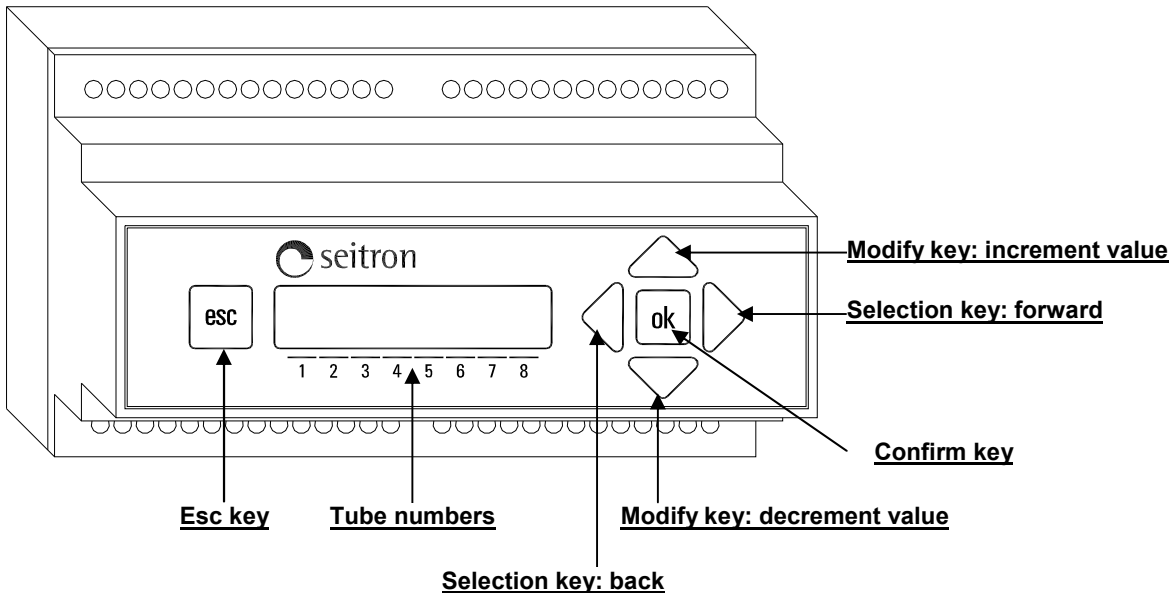 seitron
Modify key: increment value
esc
ok
Selection key: forward
1 2 3 4 5 6 7 8
Confirm key
Esc key
Tube numbers
Modify key: decrement value
Selection key: back